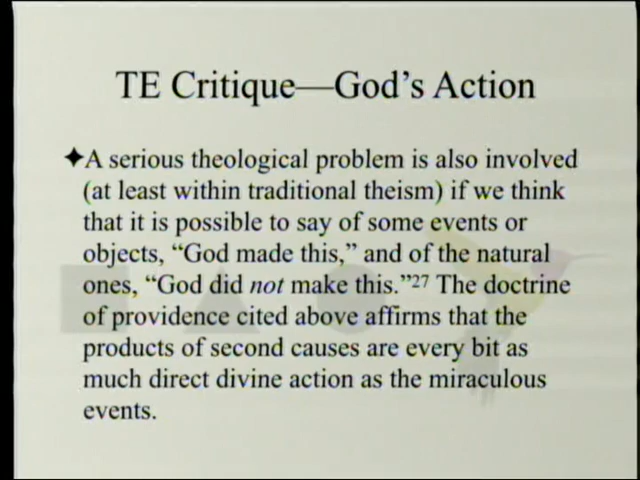 TE Critique—God's Action
✦A serious theological problem is also involved
(at least within traditional theism) if we think
that it is possible to say of some events or
objects, “God made this,” and of the natural
ones, “God did not make this.”27 The doctrine
of providence cited above affirms that the
products of second causes are every bit as
much direct divine action as the miraculous
events.